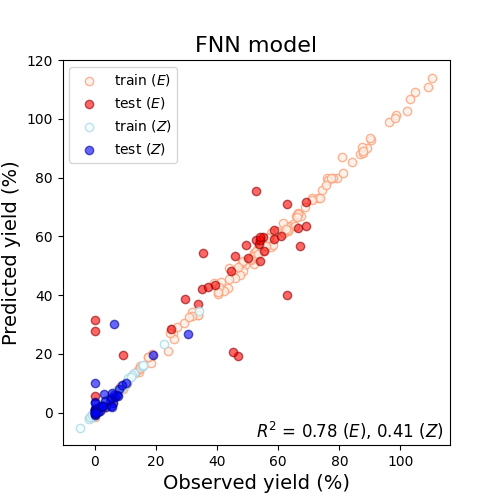 FNN model
train (E)
test (E)
train (Z)
test (Z)
Predicted yield (%)
120
100
80
60
40
20
0
R² = 0.78 (E), 0.41 (Z)
0 20 40 60 80 100
Observed yield (%)